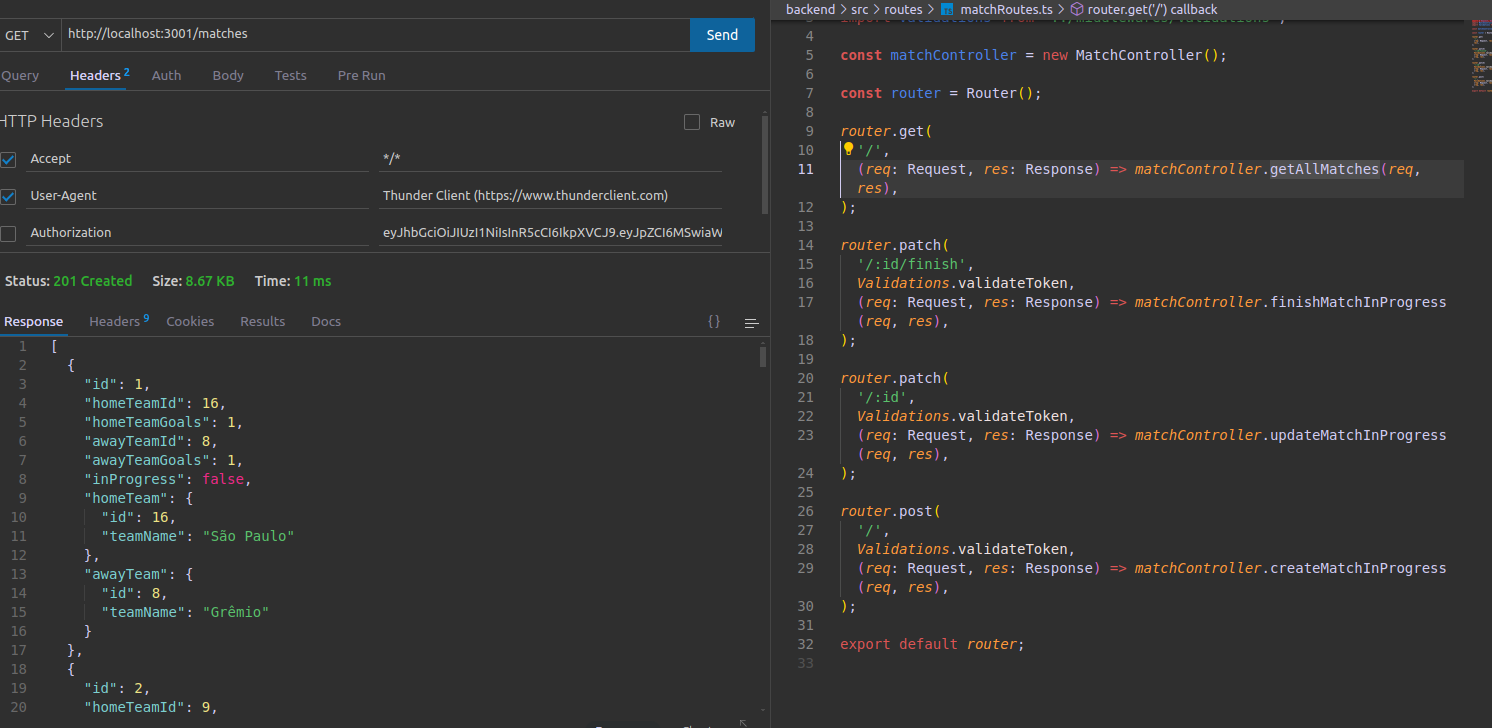 GET
http://localhost:3001/matches
Send
Query
Headers 2
Auth
Body
Tests
Pre Run
HTTP Headers
Raw
Accept
*/*
User-Agent
Thunder Client (https://www.thunderclient.com)
Authorization
eyJhbGciOiJIUzI1NiIsInR5cCI6IkpXVCJ9.eyJpZCI6MSwiaW
Status: 201 Created Size: 8.67 KB Time: 11 ms
Response
Headers 9
Cookies
Results
Docs
{}
1 [
2 {
3 "id": 1,
4 "homeTeamId": 16,
5 "homeTeamGoals": 1,
6 "awayTeamId": 8,
7 "awayTeamGoals": 1,
8 "inProgress": false,
9 "homeTeam": {
10 "id": 16,
11 "teamName": "São Paulo"
12 },
13 "awayTeam": {
14 "id": 8,
15 "teamName": "Grêmio"
16 }
17 },
18 {
19 "id": 2,
20 "homeTeamId": 9,
backend > src > routes > TS matchRoutes.ts > router.get('/') callback
4
5 const matchController = new MatchController();
6
7 const router = Router();
8
9 router.get(
10 '/',
11 (req: Request, res: Response) => matchController.getAllMatches(req,
res),
12 );
13
14 router.patch(
15 '/:id/finish',
16 Validations.validateToken,
17 (req: Request, res: Response) => matchController.finishMatchInProgress
(req, res),
18 );
19
20 router.patch(
21 '/:id',
22 Validations.validateToken,
23 (req: Request, res: Response) => matchController.updateMatchInProgress
(req, res),
24 );
25
26 router.post(
27 '/',
28 Validations.validateToken,
29 (req: Request, res: Response) => matchController.createMatchInProgress
(req, res),
30 );
31
32 export default router;
33